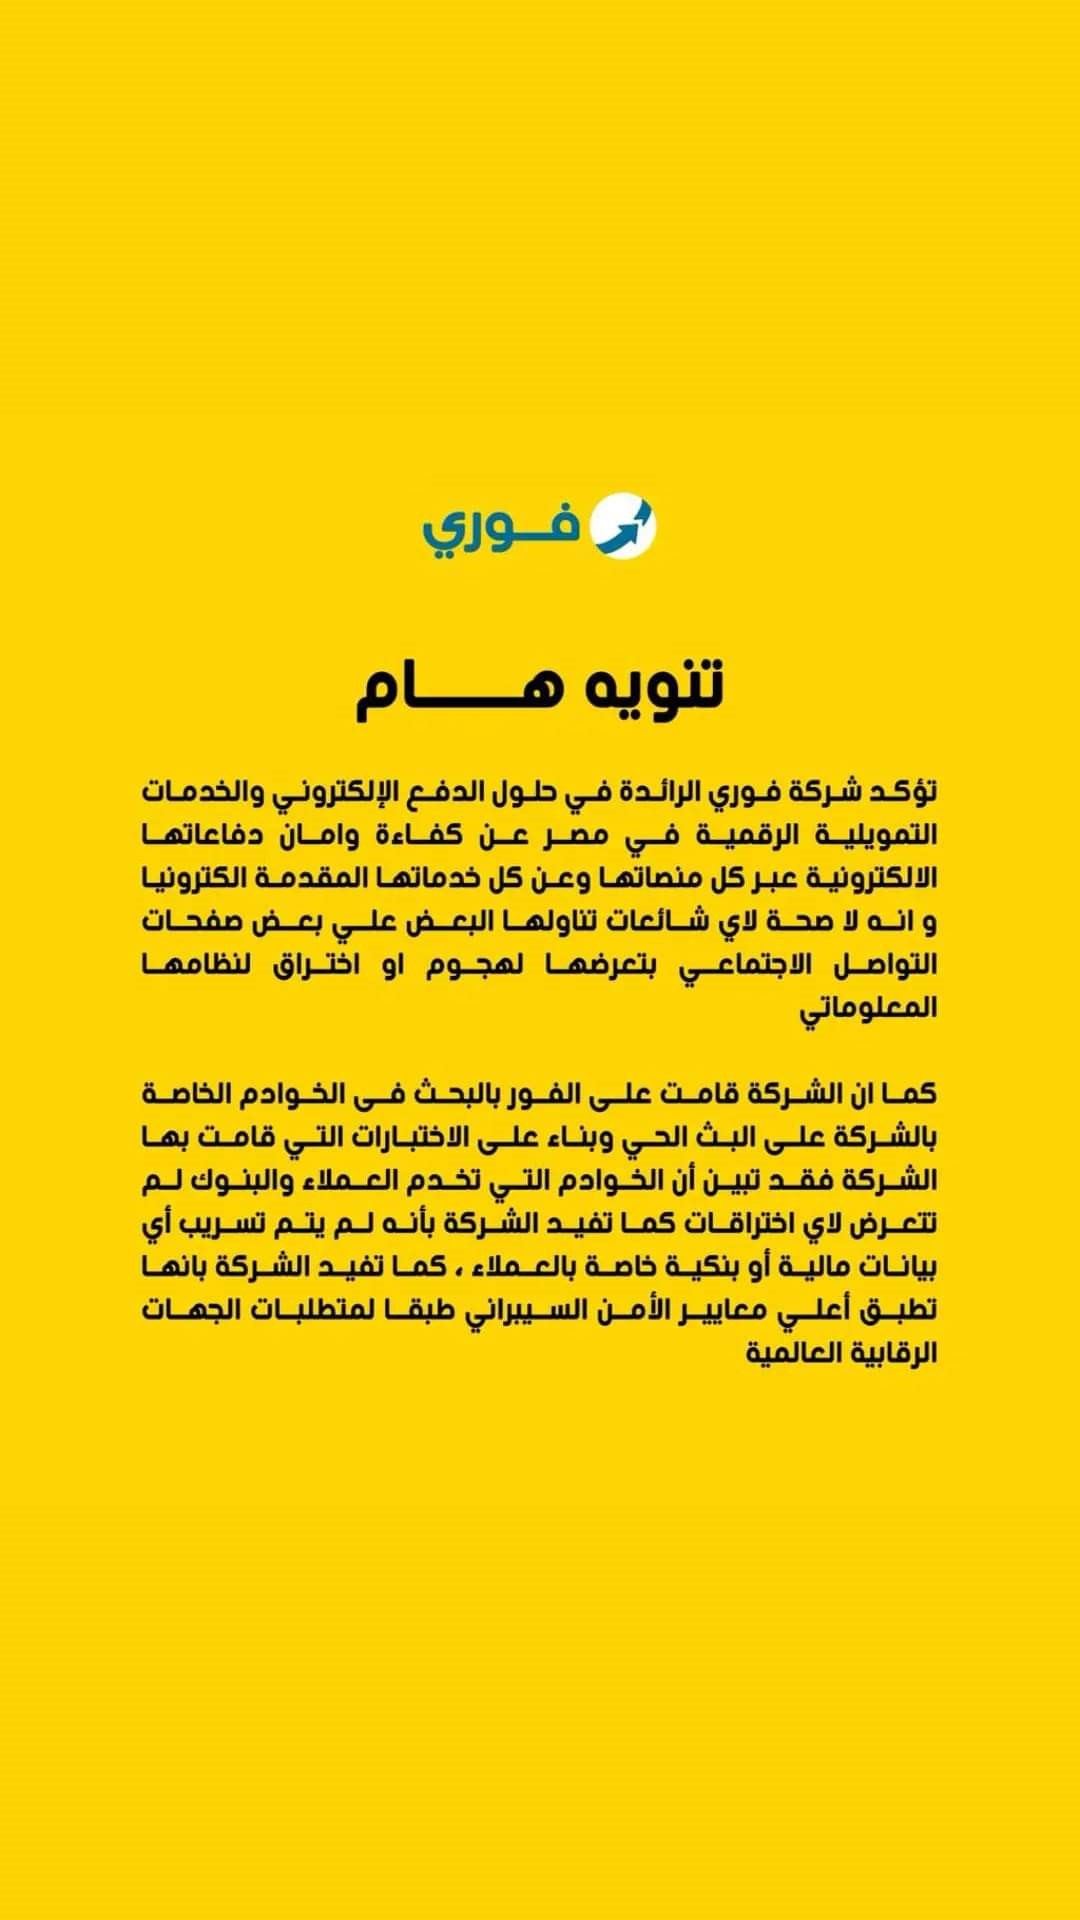 فوري
تنويه هام
تؤكد شركة فوري الرائدة في حلول الدفع الإلكتروني والخدمات
التمويلية الرقمية في مصر عن كفاءة وامان دفاعاتها
الالكترونية عبر كل منصاتها وعن كل خدماتها المقدمة الكترونيا
و انه لا صحة لاي شائعات تناولها البعض علي بعض صفحات
التواصل الاجتماعي بتعرضها لهجوم او اختراق لنظامها
المعلوماتي
كما ان الشركة قامت على الفور بالبحث فى الخوادم الخاصة
بالشركة على البث الحي وبناء على الاختبارات التي قامت بها
الشركة فقد تبين أن الخوادم التي تخدم العملاء والبنوك لم
تتعرض لاي اختراقات كما تفيد الشركة بأنه لم يتم تسريب أي
بيانات مالية أو بنكية خاصة بالعملاء ، كما تفيد الشركة بانها
تطبق أعلي معايير الأمن السيبراني طبقا لمتطلبات الجهات
الرقابية العالمية